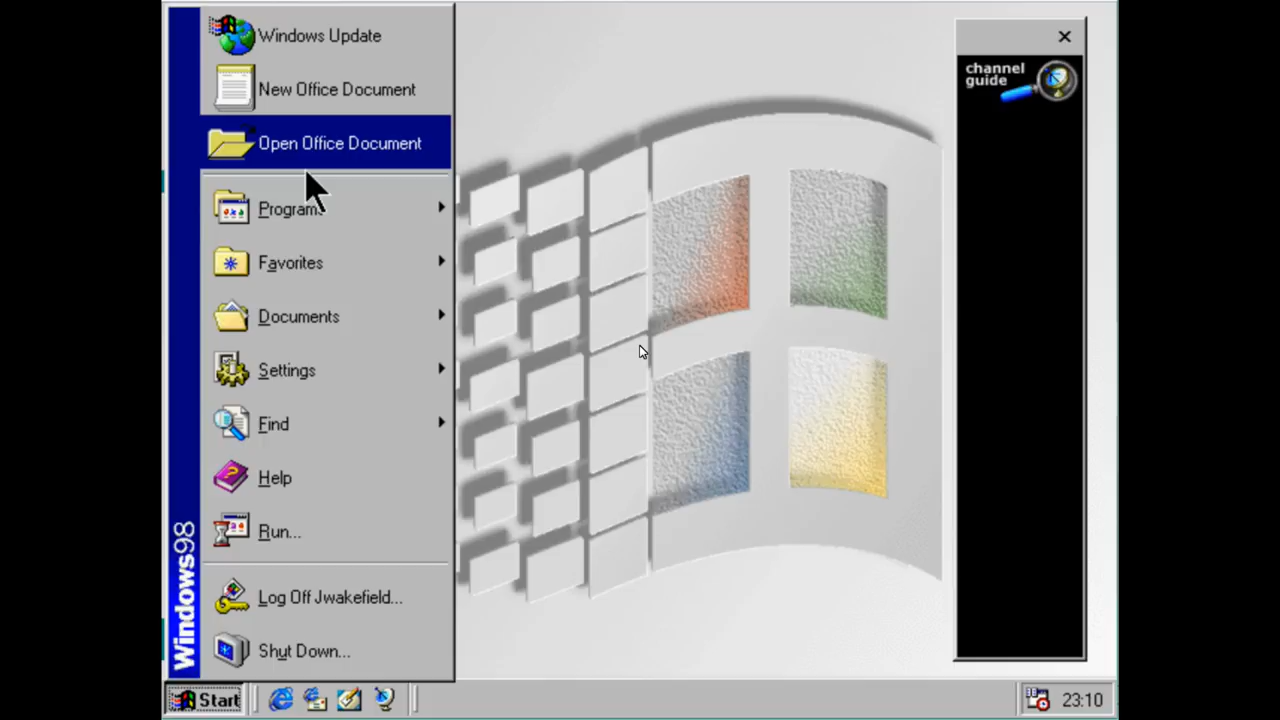 Windows Update
New Office Document
Open Office Document
Programs
Favorites
Documents
Settings
Find
Help
Run...
Log Off Jwakefield...
Shut Down...
Windows98
channel
guide
Start
23:10